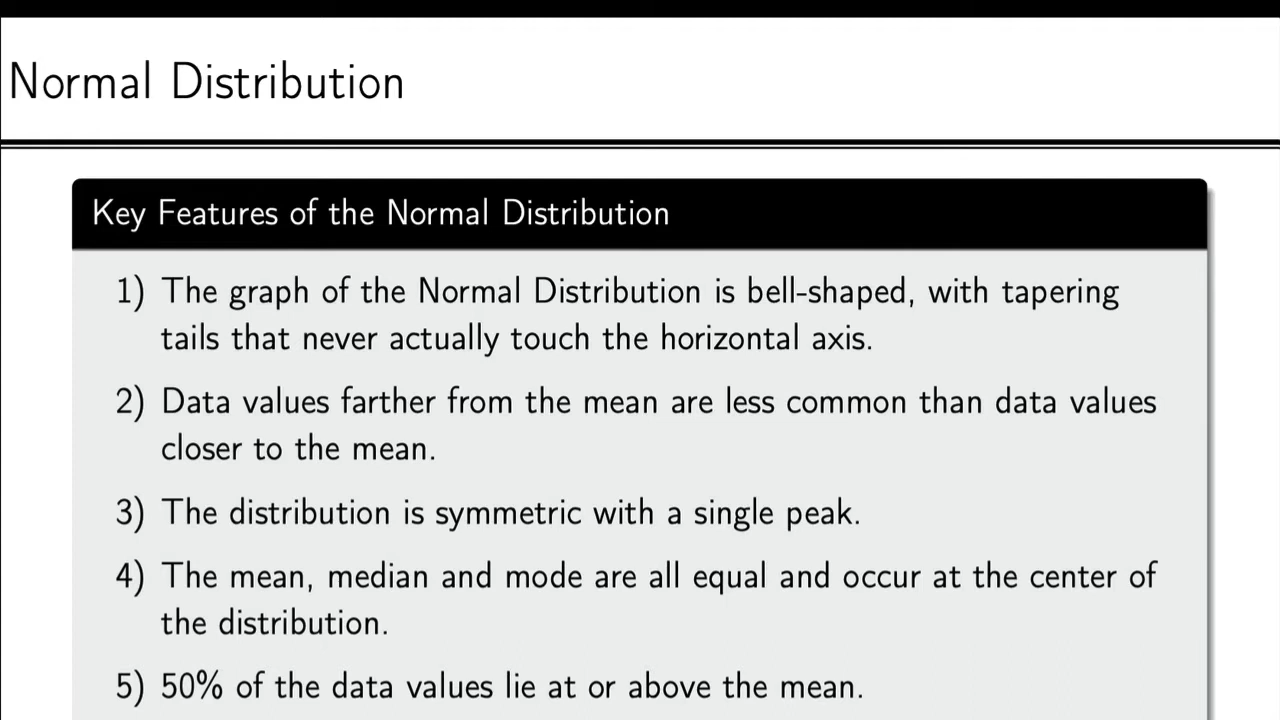 Normal Distribution
Key Features of the Normal Distribution
1) The graph of the Normal Distribution is bell-shaped, with tapering
tails that never actually touch the horizontal axis.
2) Data values farther from the mean are less common than data values
closer to the mean.
3) The distribution is symmetric with a single peak.
4) The mean, median and mode are all equal and occur at the center of
the distribution.
5) 50% of the data values lie at or above the mean.